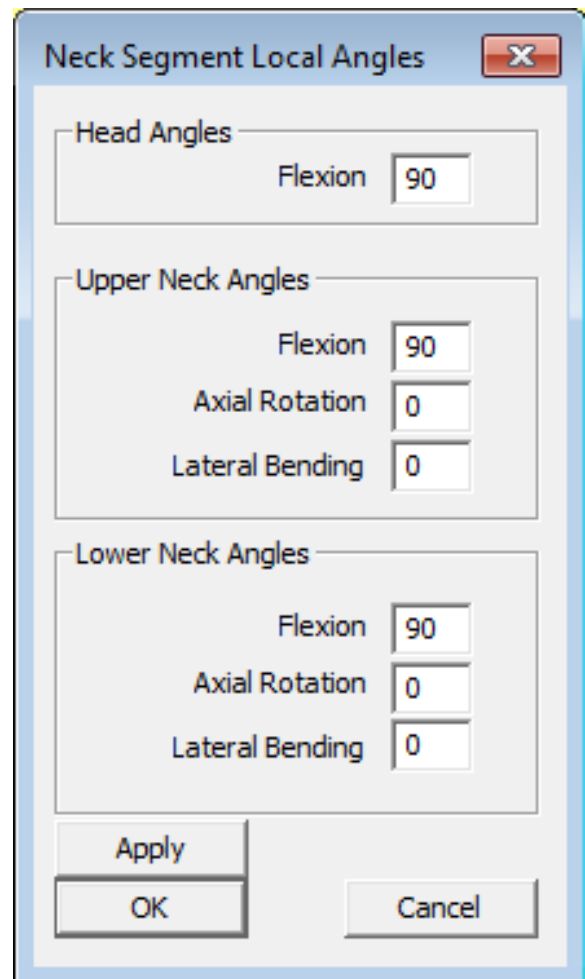 Neck Segment Local Angles
Head Angles
Flexion 90
Upper Neck Angles
Flexion 90
Axial Rotation 0
Lateral Bending 0
Lower Neck Angles
Flexion 90
Axial Rotation 0
Lateral Bending 0
Apply
OK Cancel